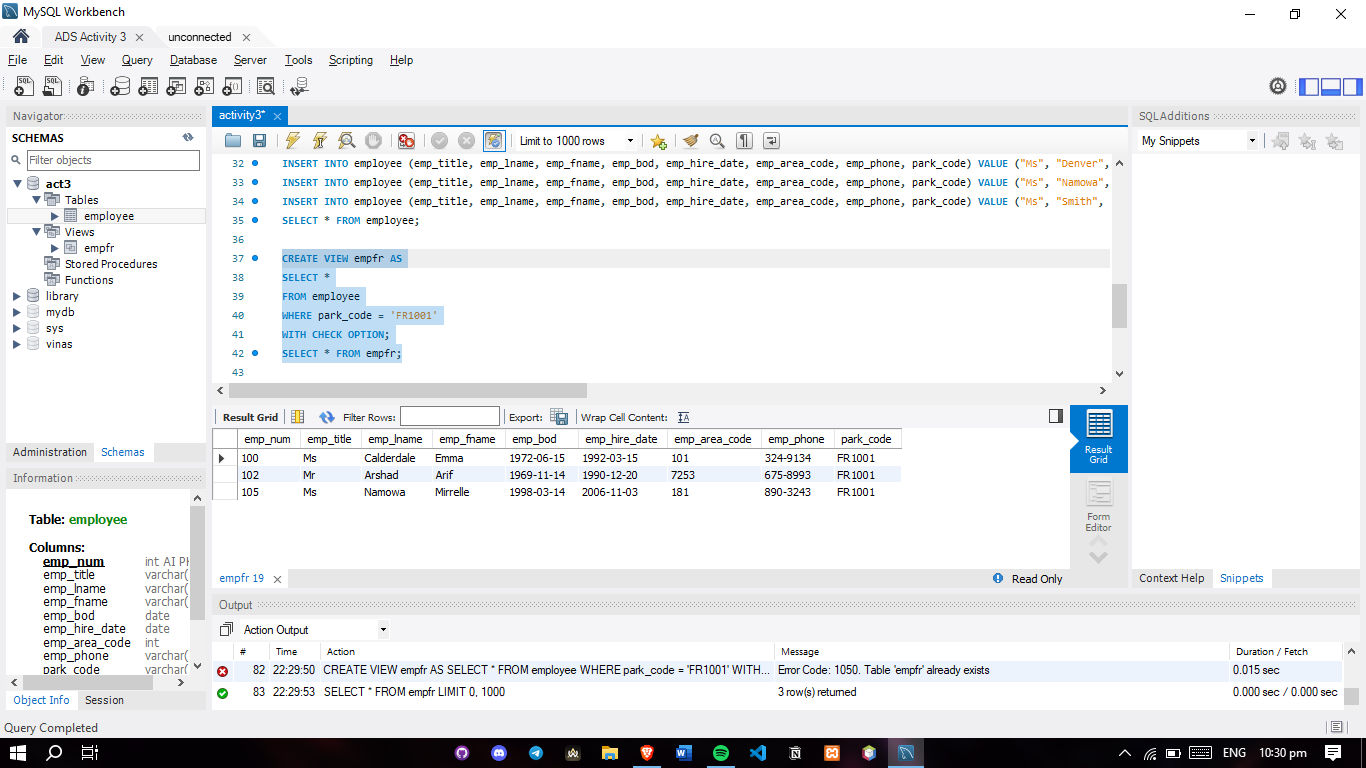 MySQL Workbench
ADS Activity 3
unconnected
File Edit View Query Database Server Tools Scripting Help
Navigator
SCHEMAS
Filter objects
act3
Tables
employee
Views
empfr
Stored Procedures
Functions
library
mydb
sys
vinas
Administration Schemas
Information
Table: employee
Columns:
emp_num int AI P
emp_title varchar(
emp_lname varchar(
emp_fname varchar(
emp_bod date
emp_hire_date date
emp_area_code int
emp_phone varchar(
park_code varchar(
Object Info Session
activity3*
Limit to 1000 rows
32 INSERT INTO employee (emp_title, emp_lname, emp_fname, emp_bod, emp_hire_date, emp_area_code, emp_phone, park_code) VALUE ("Ms", "Denver",
33 INSERT INTO employee (emp_title, emp_lname, emp_fname, emp_bod, emp_hire_date, emp_area_code, emp_phone, park_code) VALUE ("Ms", "Namowa",
34 INSERT INTO employee (emp_title, emp_lname, emp_fname, emp_bod, emp_hire_date, emp_area_code, emp_phone, park_code) VALUE ("Ms", "Smith",
35 SELECT * FROM employee;
36
37 CREATE VIEW empfr AS
38 SELECT *
39 FROM employee
40 WHERE park_code = 'FR1001'
41 WITH CHECK OPTION;
42 SELECT * FROM empfr;
43
Result Grid Filter Rows: Export: Wrap Cell Content:
emp_num emp_title emp_lname emp_fname emp_bod emp_hire_date emp_area_code emp_phone park_code
100 Ms Calderdale Emma 1972-06-15 1992-03-15 101 324-9134 FR1001
102 Mr Arshad Arif 1969-11-14 1990-12-20 7253 675-8993 FR1001
105 Ms Namowa Mirrelle 1998-03-14 2006-11-03 181 890-3243 FR1001
Result
Grid
Form
Editor
empfr 19
Read Only
Output
Action Output
# Time Action Message Duration / Fetch
82 22:29:50 CREATE VIEW empfr AS SELECT * FROM employee WHERE park_code = 'FR1001' WITH... Error Code: 1050. Table 'empfr' already exists 0.015 sec
83 22:29:53 SELECT * FROM empfr LIMIT 0, 1000 3 row(s) returned 0.000 sec / 0.000 sec
SQLAdditions
My Snippets
Context Help Snippets
Query Completed
ENG 10:30 pm